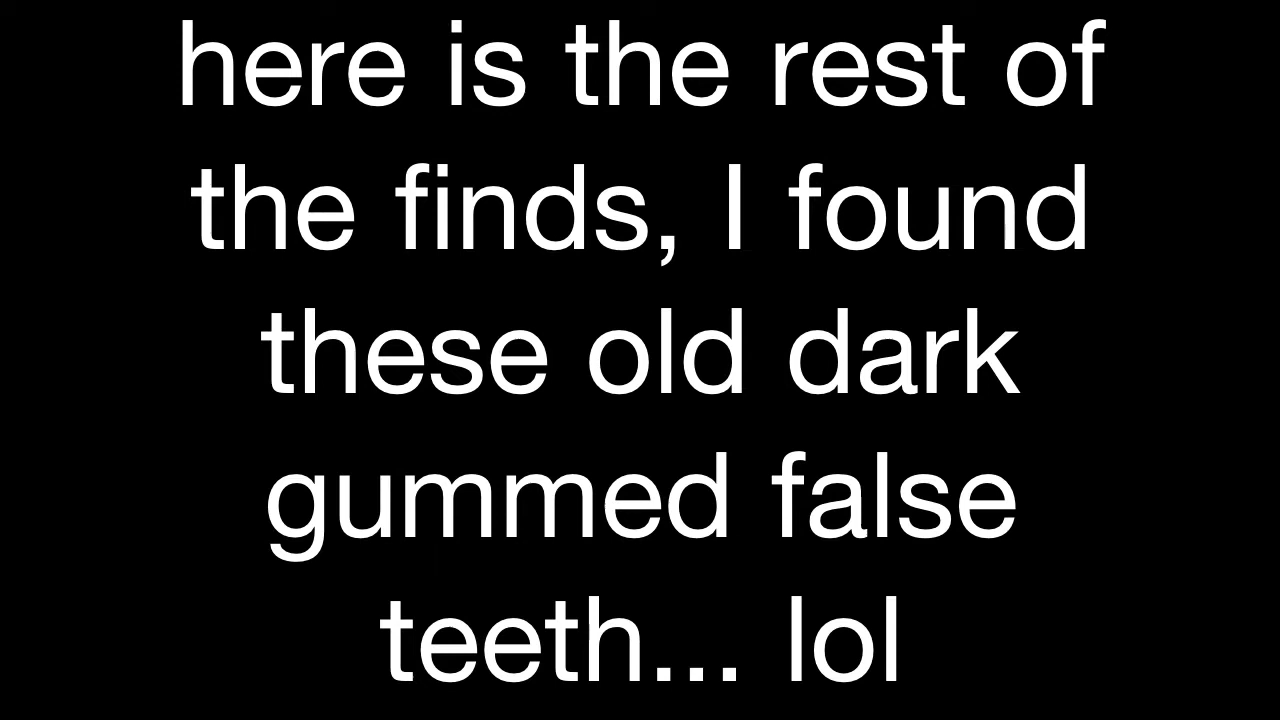 here is the rest of
the finds, I found
these old dark
gummed false
teeth... lol